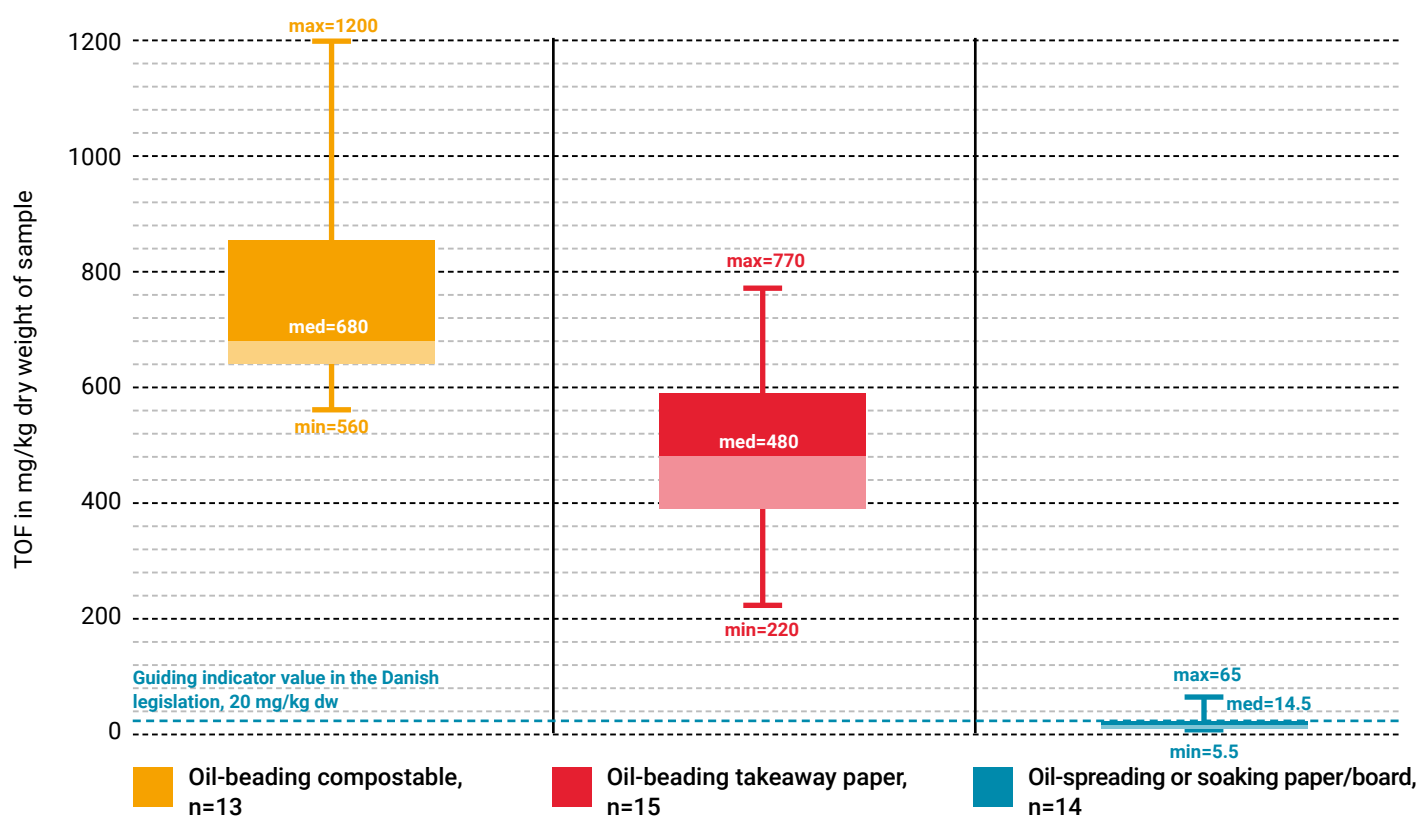 TOF in mg/kg dry weight of sample
1200
1000
800
600
400
200
0
max=1200
med=680
min=560
max=770
med=480
min=220
Guiding indicator value in the Danish
legislation, 20 mg/kg dw
max=65
med=14.5
min=5.5
Oil-beading compostable,
n=13
Oil-beading takeaway paper,
n=15
Oil-spreading or soaking paper/board,
n=14